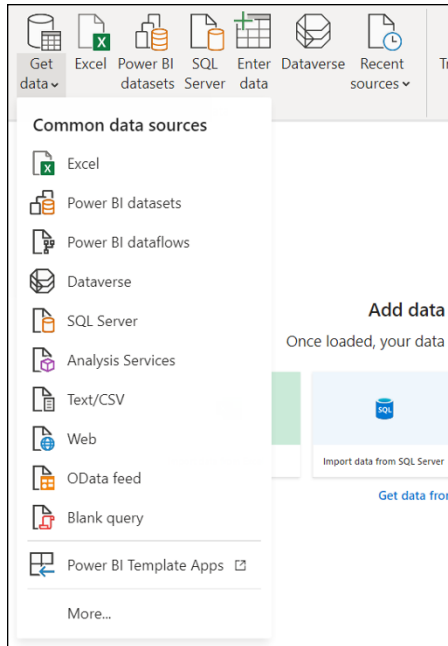 Get data
Excel
Power BI datasets
SQL Server
Enter data
Dataverse
Recent sources
Common data sources
Excel
Power BI datasets
Power BI dataflows
Dataverse
SQL Server
Analysis Services
Text/CSV
Web
OData feed
Blank query
Power BI Template Apps
More...
Add data
Once loaded, your data
SQL
Import data from SQL Server
Get data